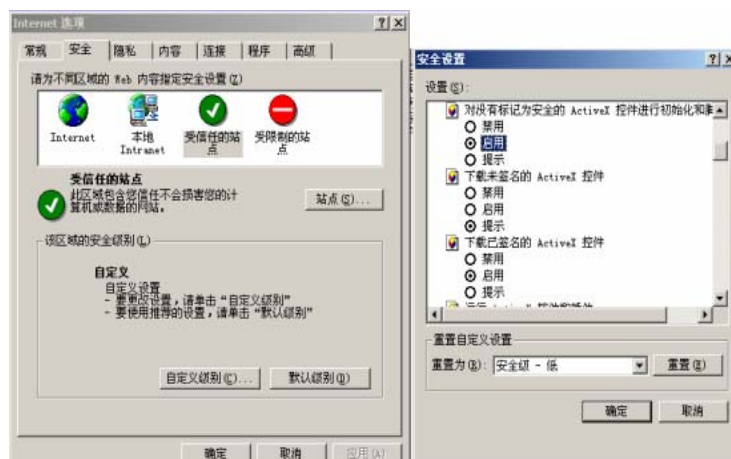 Internet 选项
常规
安全
隐私
内容
连接
程序
高级
请为不同区域的 Web 内容指定安全设置(Z)
Internet
本地
Intranet
受信任的站
点
受限制的站
点
受信任的站点
此区域包含您信任不会损害您的计
算机或数据的网站。
站点(S)...
该区域的安全级别(L)
自定义
自定义设置
- 要更改设置，请单击“自定义级别”
- 要使用推荐的设置，请单击“默认级别”
自定义级别(C)...
默认级别(D)
确定
取消
应用(A)
安全设置
设置(S):
对没有标记为安全的 ActiveX 控件进行初始化和
禁用
启用
提示
下载未签名的 ActiveX 控件
禁用
启用
提示
下载已签名的 ActiveX 控件
禁用
启用
提示
重置自定义设置
重置为(R):
安全级 - 低
重置(E)
确定
取消